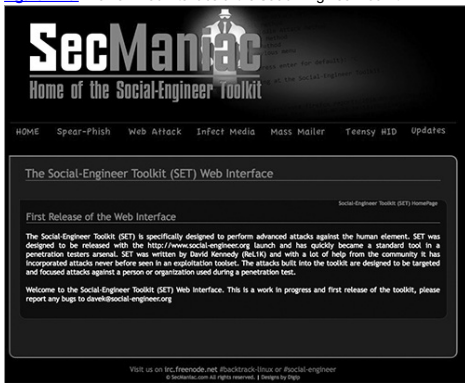 SecManiac
Home of the Social-Engineer Toolkit
HOME Spear-Phish Web Attack Infect Media Mass Mailer Teensy HID Updates
The Social-Engineer Toolkit (SET) Web Interface
Social-Engineer Toolkit (SET) HomePage
First Release of the Web Interface
The Social-Engineer Toolkit (SET) is specifically designed to perform advanced attacks against the human element. SET was
designed to be released with the http://www.social-engineer.org launch and has quickly became a standard tool in a
penetration testers arsenal. SET was written by David Kennedy (ReL1K) and with a lot of help from the community it has
incorporated attacks never before seen in an exploitation toolset. The attacks built into the toolkit are designed to be targeted
and focused attacks against a person or organization used during a penetration test.
Welcome to the Social-Engineer Toolkit (SET) Web Interface. This is a work in progress and first release of the toolkit, please
report any bugs to davek@social-engineer.org
Visit us on irc.freenode.net #backtrack-linux or #social-engineer
© SecManiac.com All rights reserved. | Designs by Digip